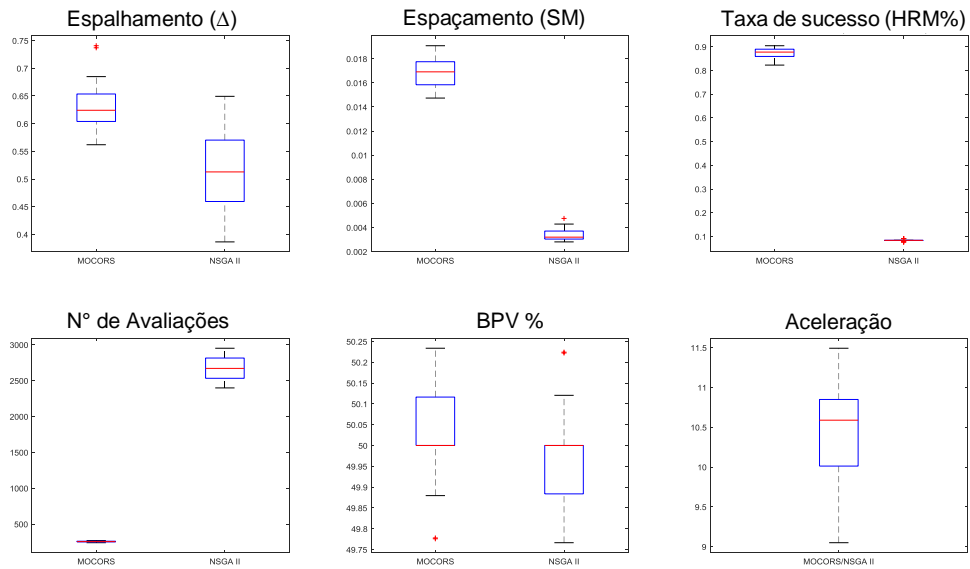 Espalhamento (Δ)
0.75
0.7
0.65
0.6
0.55
0.5
0.45
0.4
MOCORS
NSGA II
Espaçamento (SM)
0.018
0.016
0.014
0.012
0.01
0.008
0.006
0.004
0.002
MOCORS
NSGA II
Taxa de sucesso (HRM%)
0.9
0.8
0.7
0.6
0.5
0.4
0.3
0.2
0.1
MOCORS
NSGA II
N° de Avaliações
3000
2500
2000
1500
1000
500
MOCORS
NSGA II
BPV %
50.25
50.2
50.15
50.1
50.05
50
49.95
49.9
49.85
49.8
49.75
MOCORS
NSGA II
Aceleração
11.5
11
10.5
10
9.5
9
MOCORS/NSGA II